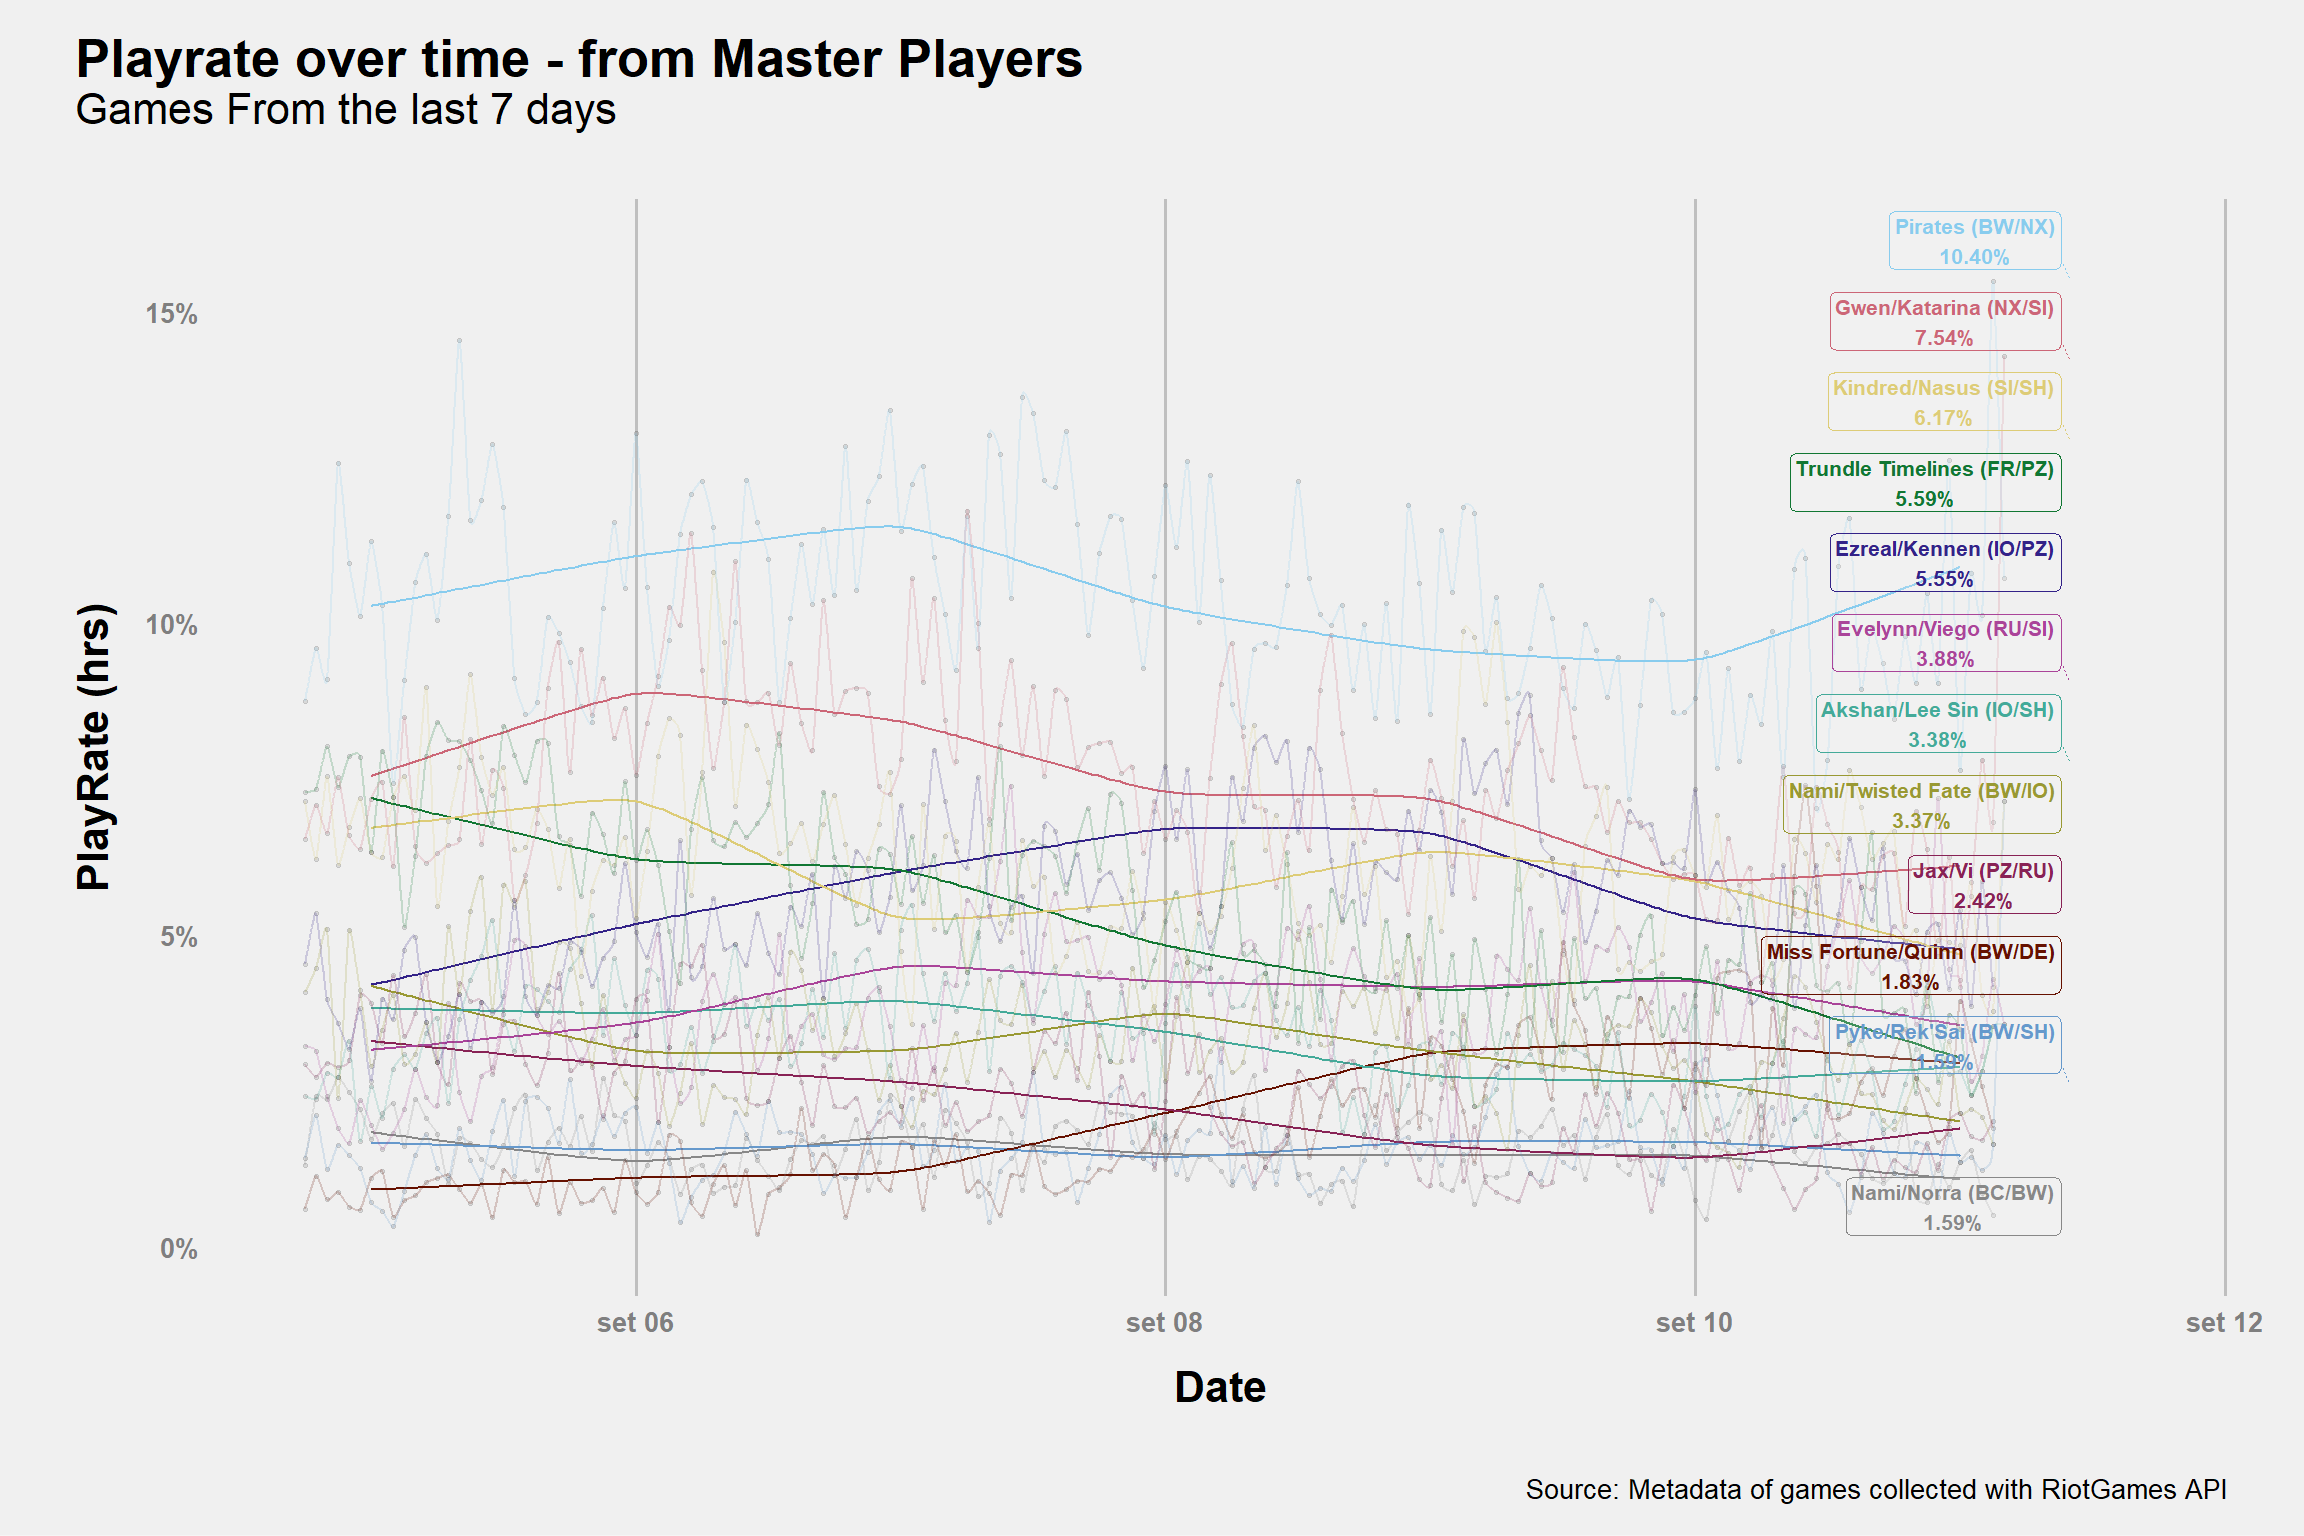 Playrate over time - from Master Players
Games From the last 7 days
PlayRate (hrs)
15%
10%
5%
0%
Pirates (BW/NX)
10.40%
Gwen/Katarina (NX/SI)
7.54%
Kindred/Nasus (SI/SH)
6.17%
Trundle Timelines (FR/PZ)
5.59%
Ezreal/Kennen (IO/PZ)
5.55%
Evelynn/Viego (RU/SI)
3.88%
Akshan/Lee Sin (IO/SH)
3.38%
Nami/Twisted Fate (BW/IO)
3.37%
Jax/Vi (PZ/RU)
2.42%
Miss Fortune/Quinn (BW/DE)
1.83%
Pyke/Rek'Sai (BW/SH)
1.59%
Nami/Norra (BC/BW)
1.59%
set 06
set 08
set 10
set 12
Date
Source: Metadata of games collected with RiotGames API